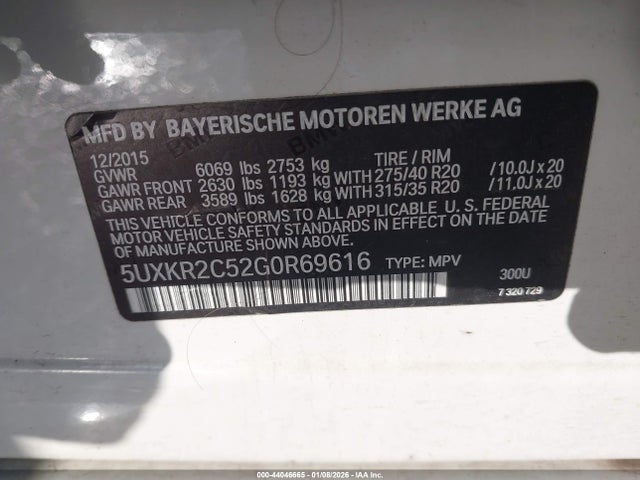 MFD BY BAYERISCHE MOTOREN WERKE AG
12/2015 TIRE / RIM
GVWR 6069 lbs 2753 kg
GAWR FRONT 2630 lbs 1193 kg WITH 275/40 R20 /10.0J x 20
GAWR REAR 3589 lbs 1628 kg WITH 315/35 R20 /11.0J x 20
THIS VEHICLE CONFORMS TO ALL APPLICABLE U. S. FEDERAL
MOTOR VEHICLE SAFETY STANDARDS IN EFFECT ON THE
DATE OF MANUFACTURE SHOWN ABOVE.
5UXKR2C52G0R69616 TYPE: MPV 300U
7 320 729
000-44046665 - 01/08/2026 - IAA Inc.